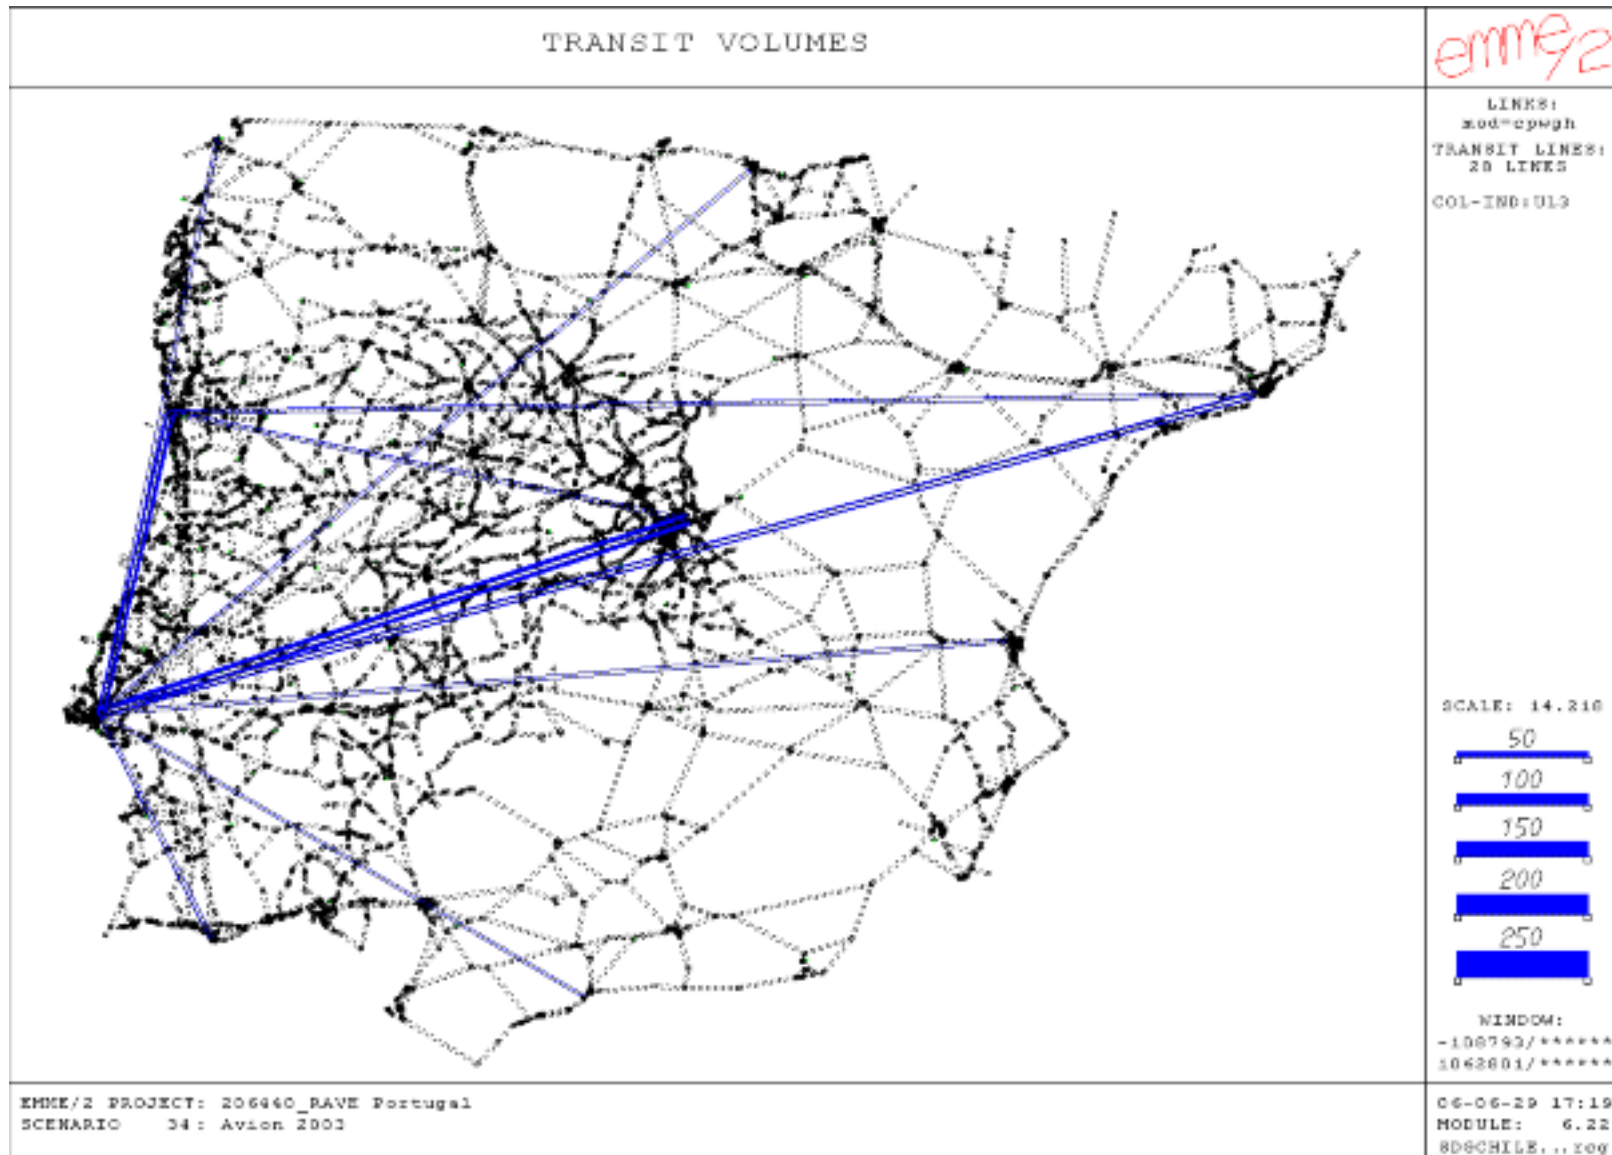 TRANSIT VOLUMES
emme/2
LINKS:
mod=cpwgh
TRANSIT LINES:
28 LINES
COL-IND:U13
SCALE: 14.218
50
100
150
200
250
WINDOW:
-108793/******
1062801/******
EMME/2 PROJECT: 206440_RAVE Portugal
SCENARIO 34: Avion 2003
06-06-29 17:19
MODULE: 6.22